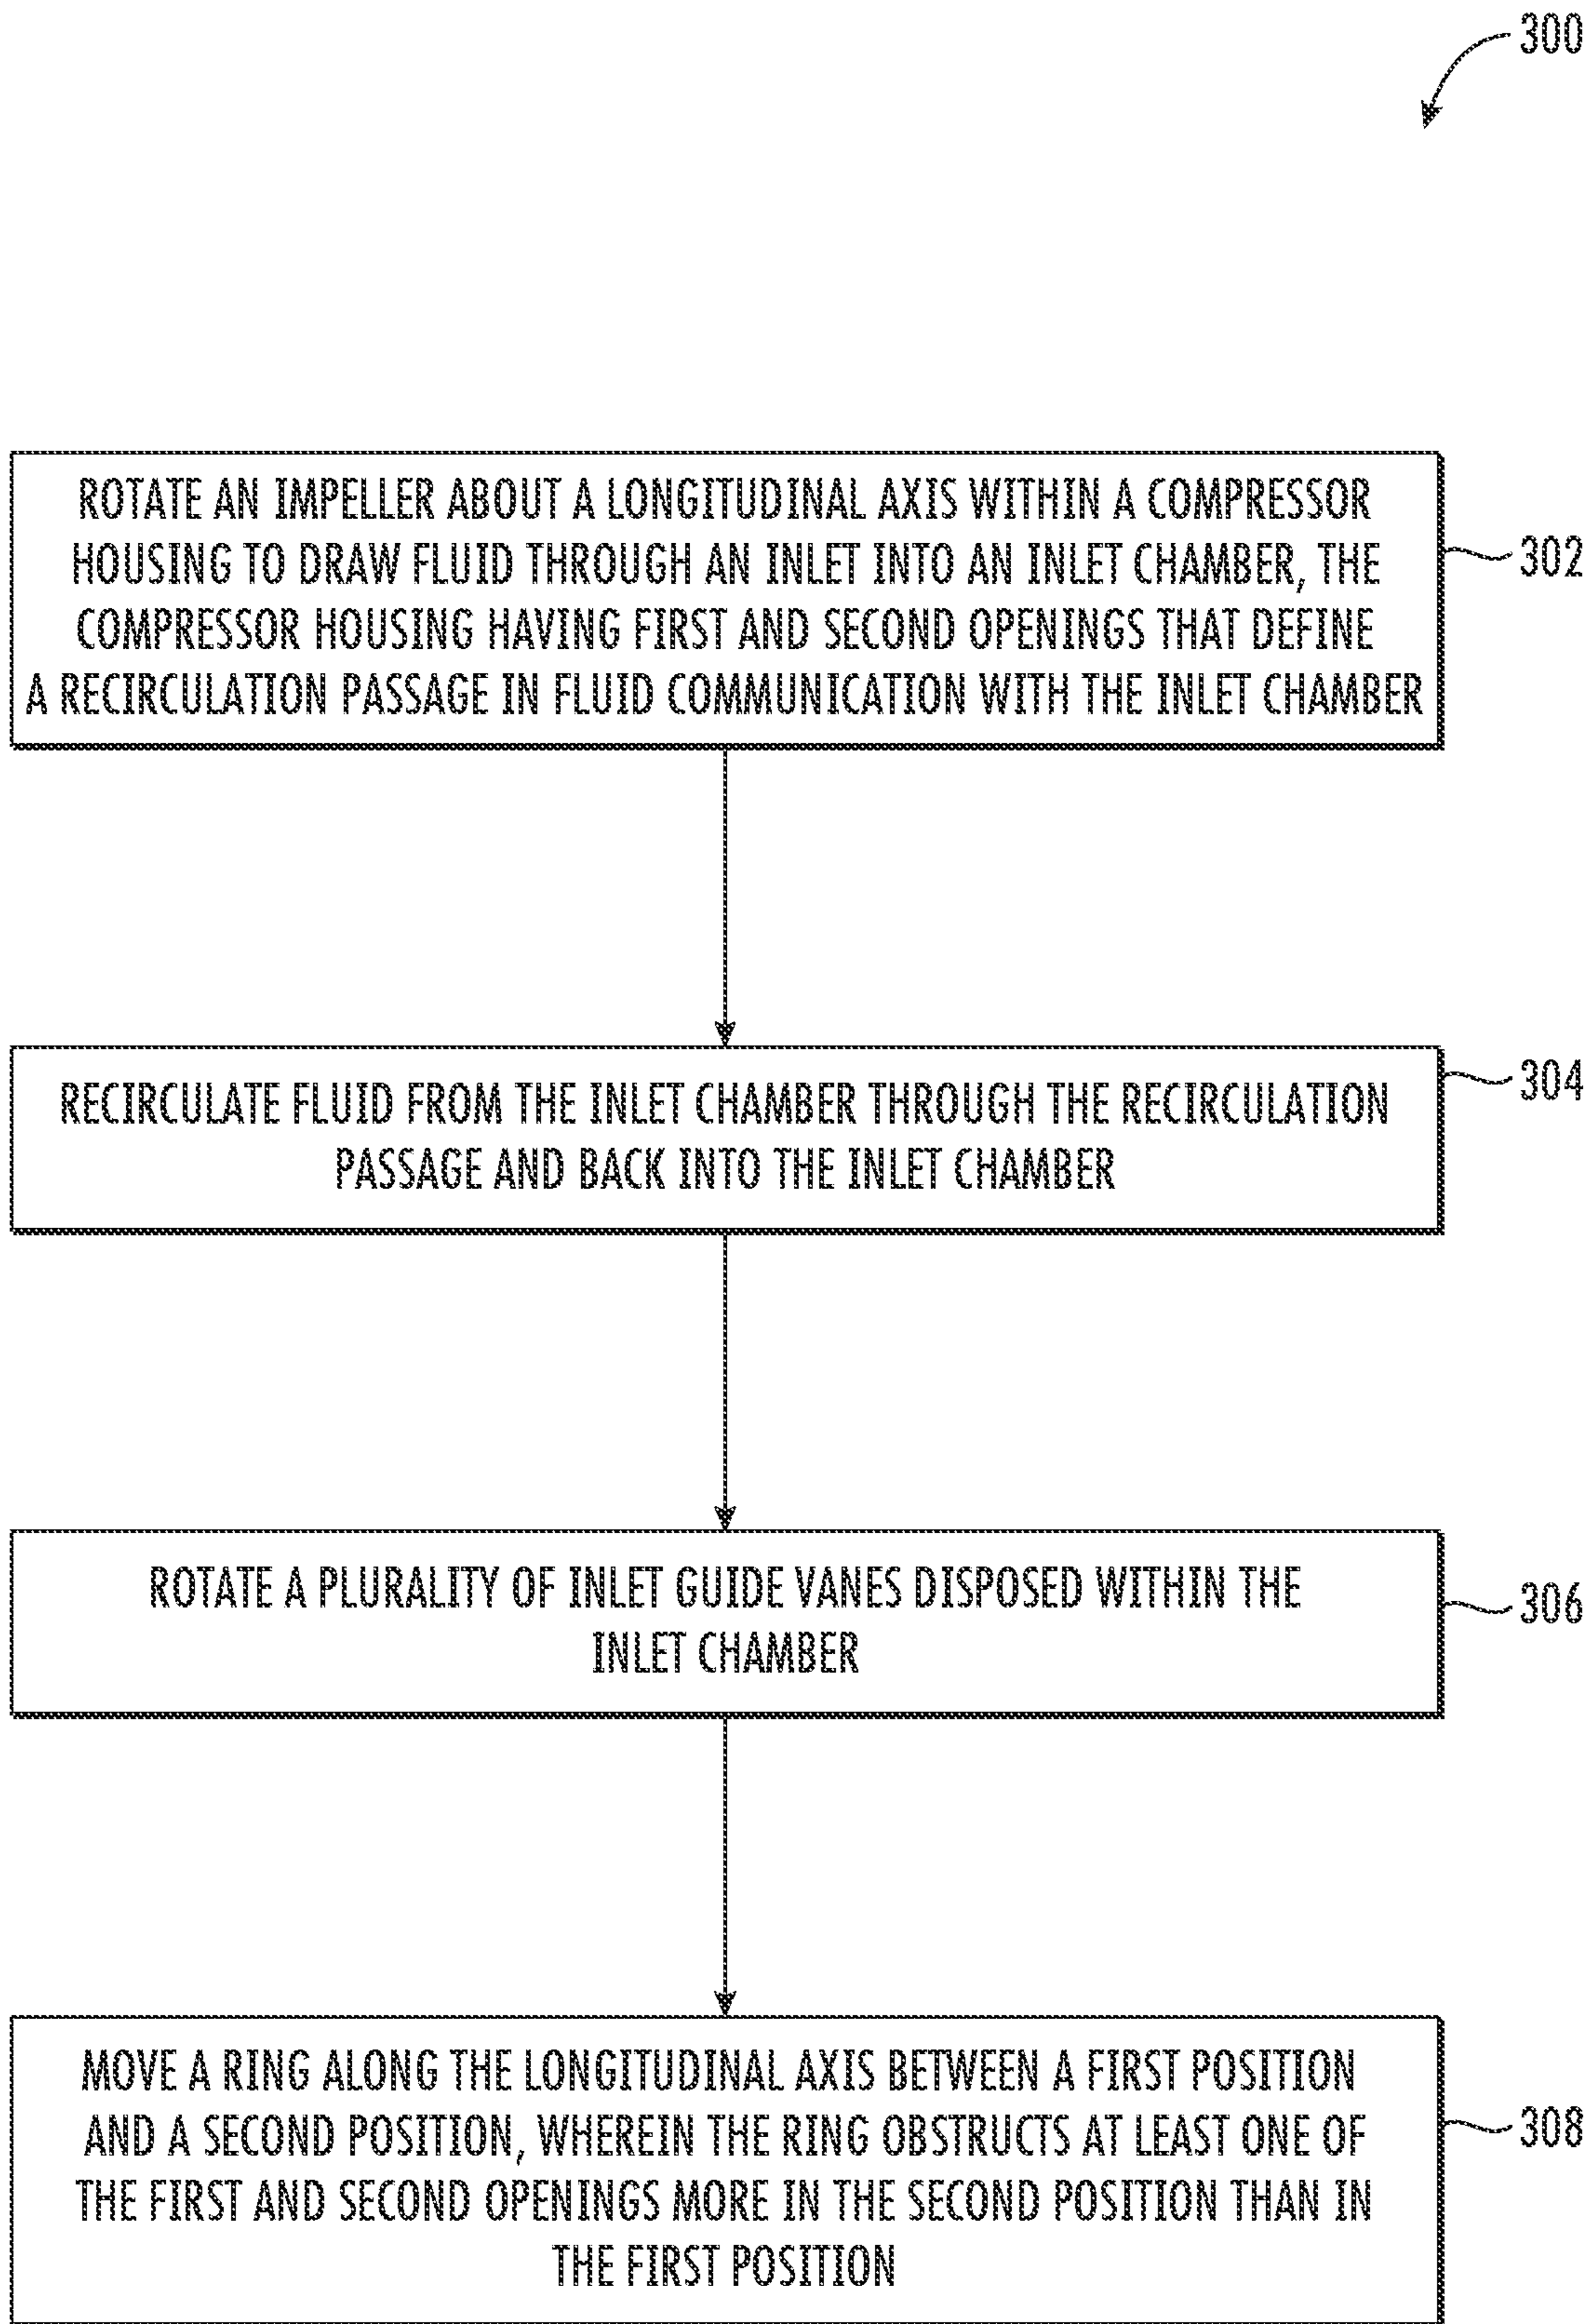 300
ROTATE AN IMPELLER ABOUT A LONGITUDINAL AXIS WITHIN A COMPRESSOR
HOUSING TO DRAW FLUID THROUGH AN INLET INTO AN INLET CHAMBER, THE
COMPRESSOR HOUSING HAVING FIRST AND SECOND OPENINGS THAT DEFINE
A RECIRCULATION PASSAGE IN FLUID COMMUNICATION WITH THE INLET CHAMBER
302
RECIRCULATE FLUID FROM THE INLET CHAMBER THROUGH THE RECIRCULATION
PASSAGE AND BACK INTO THE INLET CHAMBER
304
ROTATE A PLURALITY OF INLET GUIDE VANES DISPOSED WITHIN THE
INLET CHAMBER
306
MOVE A RING ALONG THE LONGITUDINAL AXIS BETWEEN A FIRST POSITION
AND A SECOND POSITION, WHEREIN THE RING OBSTRUCTS AT LEAST ONE OF
THE FIRST AND SECOND OPENINGS MORE IN THE SECOND POSITION THAN IN
THE FIRST POSITION
308